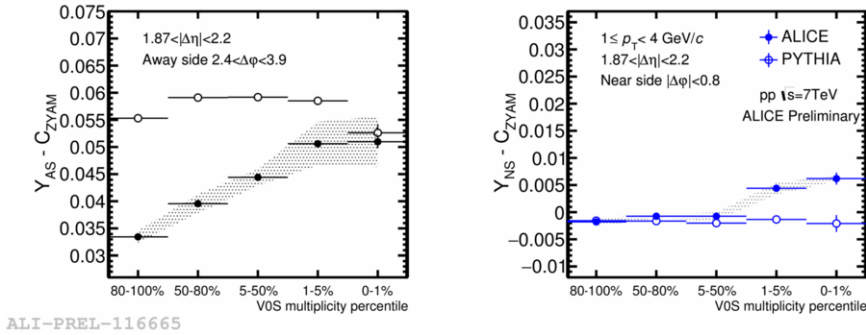 1.87<|Δη|<2.2
Away side 2.4<Δφ<3.9
Y_AS - C_ZYAM
0.075
0.07
0.065
0.06
0.055
0.05
0.045
0.04
0.035
0.03
80-100% 50-80% 5-50% 1-5% 0-1%
V0S multiplicity percentile
1≤ p_T< 4 GeV/c
1.87<|Δη|<2.2
Near side |Δφ|<0.8
ALICE
PYTHIA
pp √s=7TeV
ALICE Preliminary
Y_NS - C_ZYAM
0.035
0.03
0.025
0.02
0.015
0.01
0.005
0
−0.005
−0.01
80-100% 50-80% 5-50% 1-5% 0-1%
V0S multiplicity percentile
ALI-PREL-116665